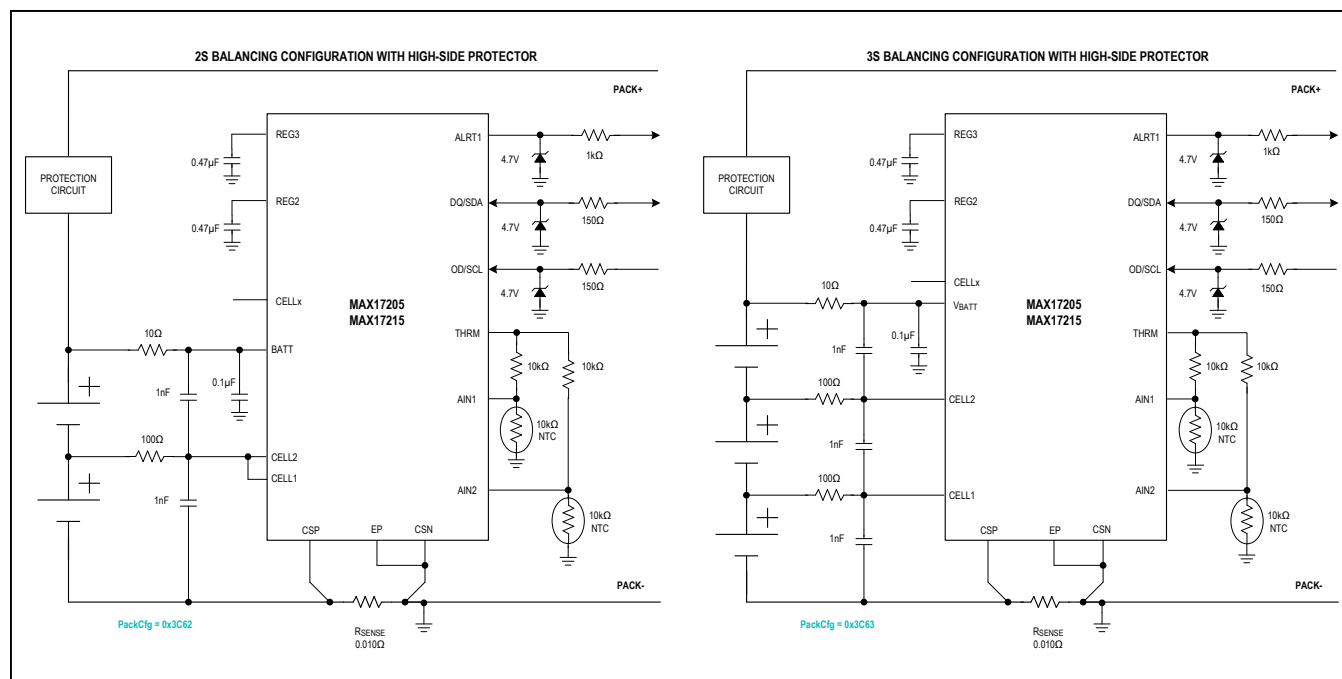 2S BALANCING CONFIGURATION WITH HIGH-SIDE PROTECTOR
PACK+
REG3
ALRT1
0.47µF
4.7V
1kΩ
PROTECTION
CIRCUIT
REG2
DQ/SDA
0.47µF
4.7V
150Ω
OD/SCL
CELLx
4.7V
150Ω
MAX17205
MAX17215
THRM
10Ω
BATT
10kΩ
10kΩ
1nF
0.1µF
AIN1
10kΩ
NTC
100Ω
CELL2
CELL1
1nF
AIN2
10kΩ
NTC
CSP
EP
CSN
PACK-
PackCfg = 0x3C62
RSENSE
0.010Ω
3S BALANCING CONFIGURATION WITH HIGH-SIDE PROTECTOR
PACK+
REG3
ALRT1
0.47µF
4.7V
1kΩ
PROTECTION
CIRCUIT
REG2
DQ/SDA
0.47µF
4.7V
150Ω
OD/SCL
CELLx
4.7V
150Ω
10Ω
VBATT
MAX17205
MAX17215
THRM
0.1µF
1nF
10kΩ
10kΩ
100Ω
CELL2
AIN1
10kΩ
NTC
1nF
100Ω
CELL1
AIN2
10kΩ
NTC
1nF
CSP
EP
CSN
PACK-
PackCfg = 0x3C63
RSENSE
0.010Ω